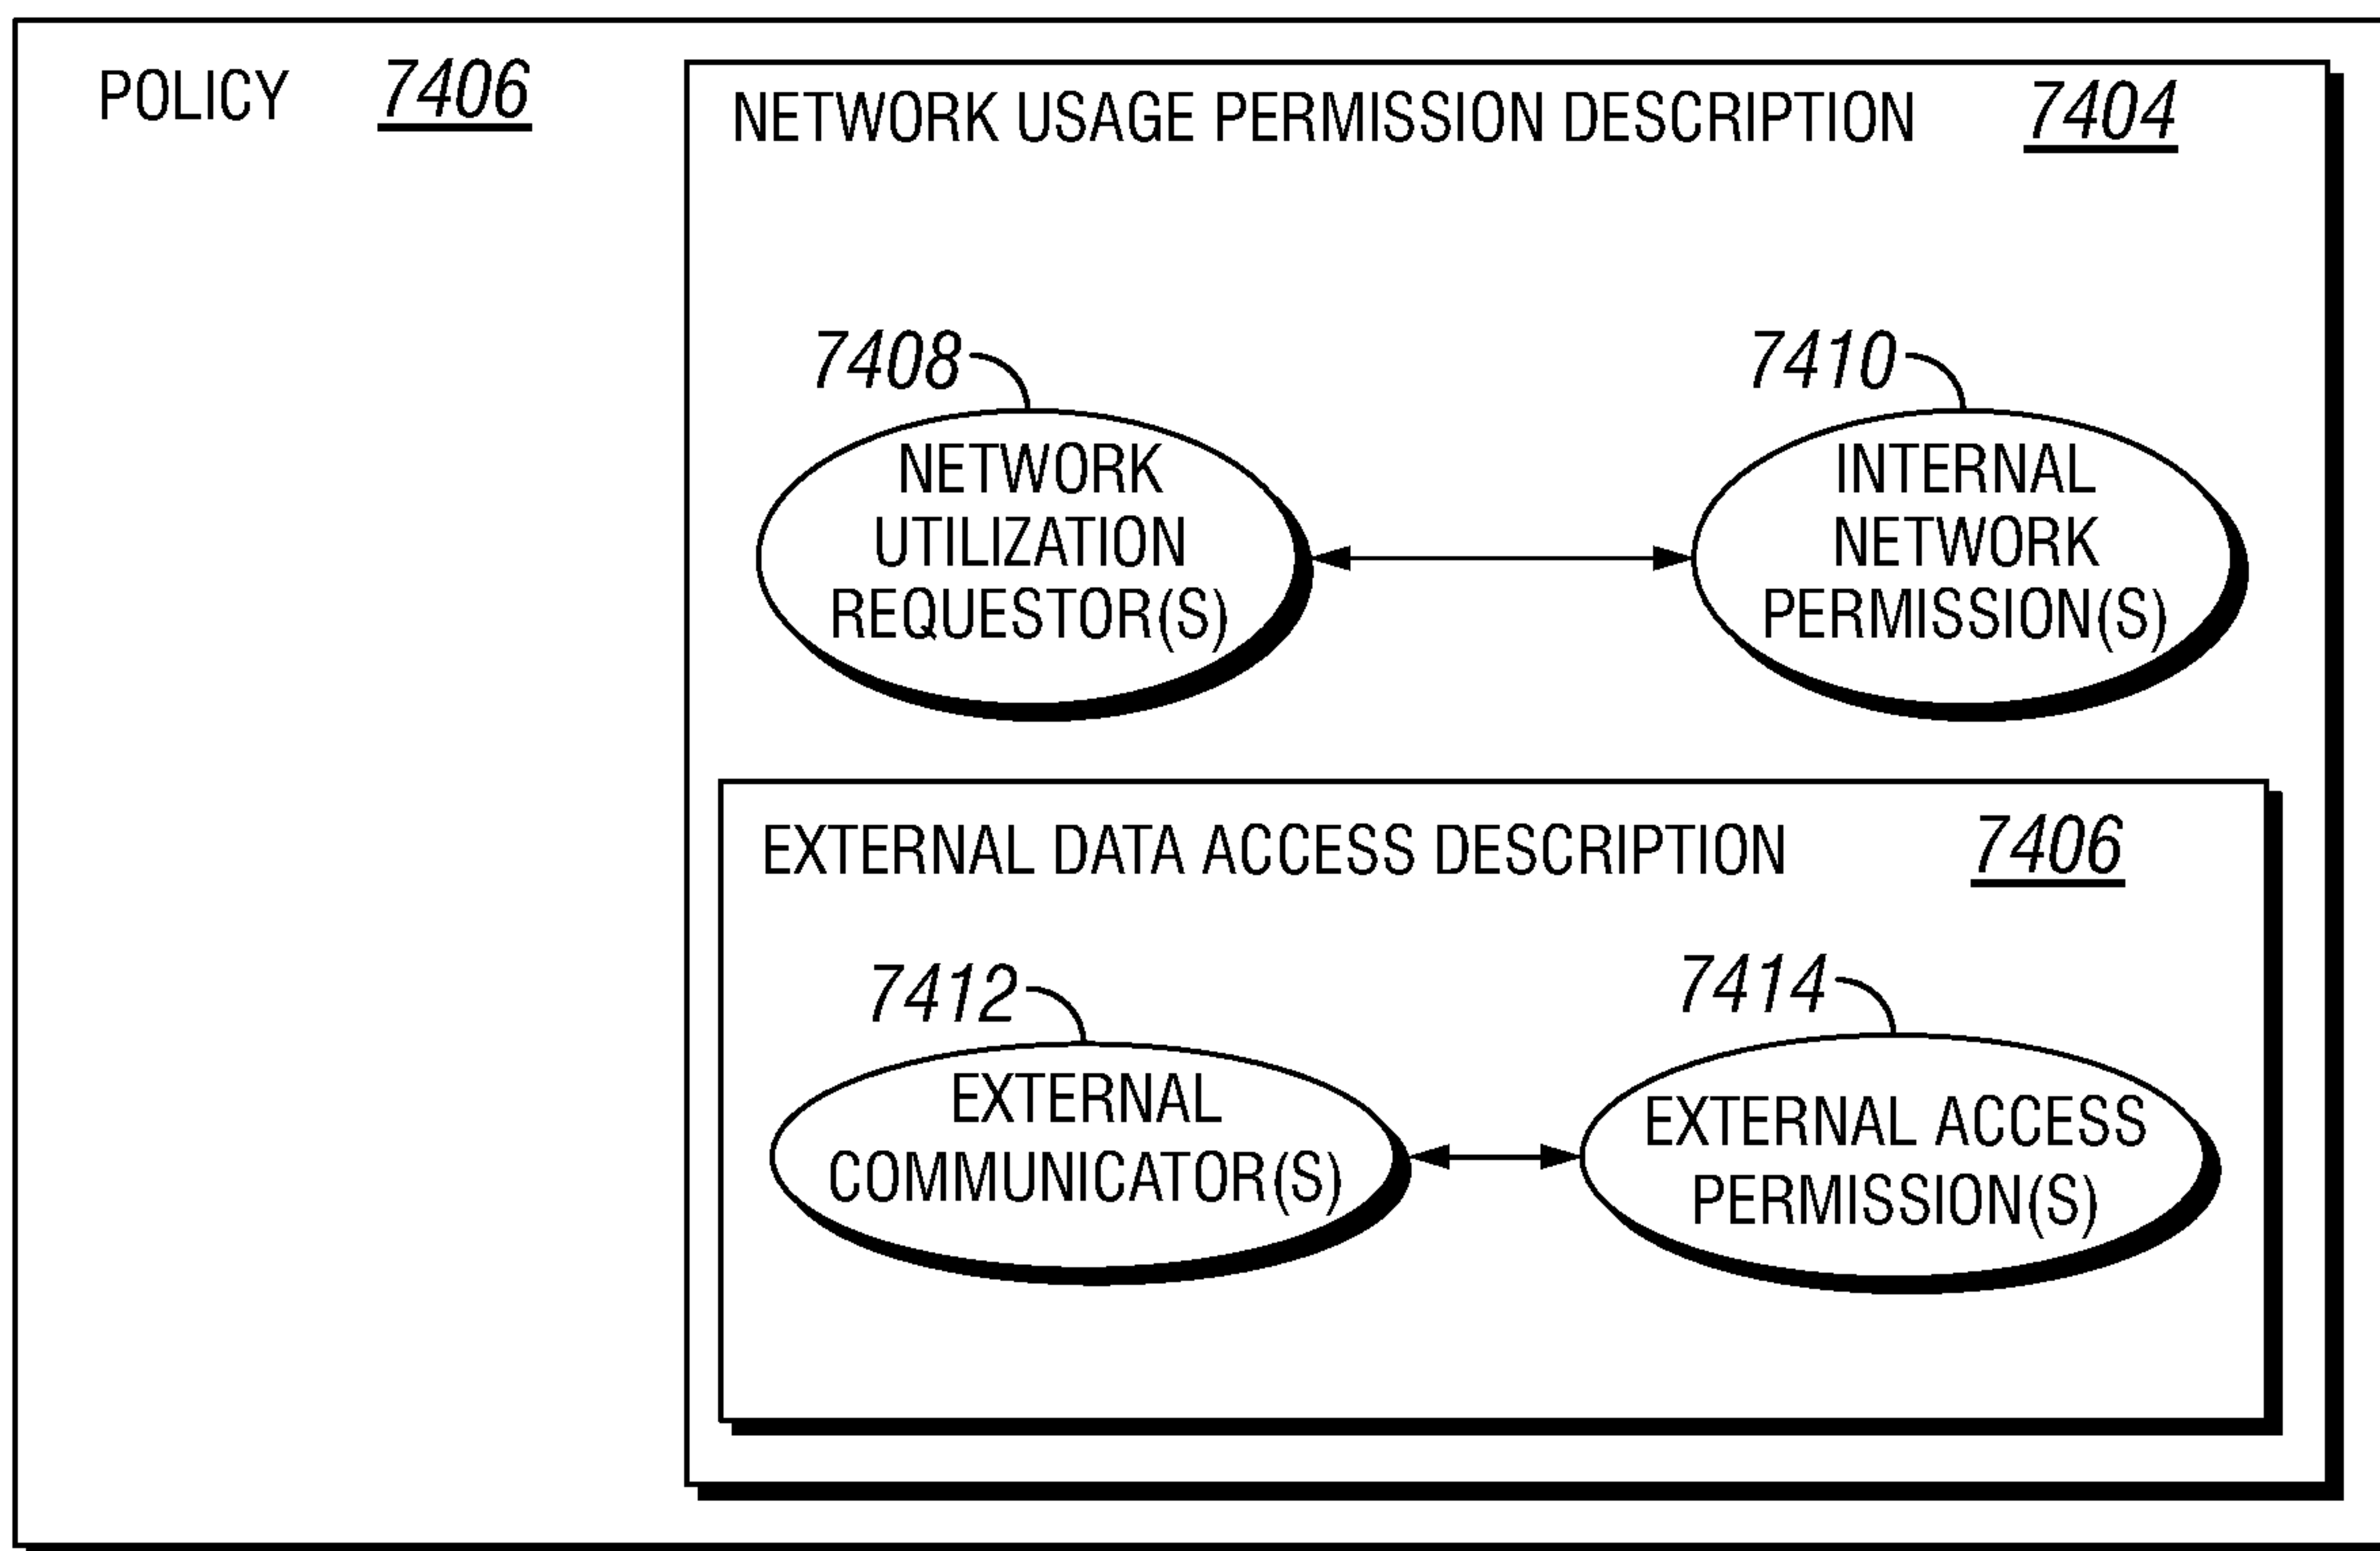 POLICY 7406
NETWORK USAGE PERMISSION DESCRIPTION 7404
7408
NETWORK
UTILIZATION
REQUESTOR(S)
7410
INTERNAL
NETWORK
PERMISSION(S)
EXTERNAL DATA ACCESS DESCRIPTION 7406
7412
EXTERNAL
COMMUNICATOR(S)
7414
EXTERNAL ACCESS
PERMISSION(S)